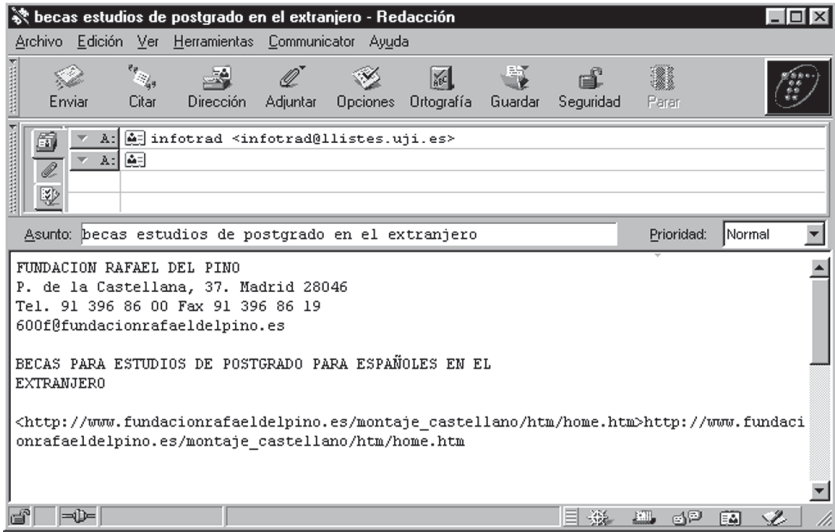 becas estudios de postgrado en el extranjero - Redacción
Archivo Edición Ver Herramientas Communicator Ayuda
Enviar Citar Dirección Adjuntar Opciones Ortografía Guardar Seguridad Parar
A: infotrad <infotrad@llistes.uji.es>
A:
Asunto: becas estudios de postgrado en el extranjero Prioridad: Normal
FUNDACION RAFAEL DEL PINO
P. de la Castellana, 37. Madrid 28046
Tel. 91 396 86 00 Fax 91 396 86 19
600f@fundacionrafaeldelpino.es
BECAS PARA ESTUDIOS DE POSTGRADO PARA ESPAÑOLES EN EL
EXTRANJERO
<http://www.fundacionrafaeldelpino.es/montaje_castellano/htm/home.htm>http://www.fundaci
onrafaeldelpino.es/montaje_castellano/htm/home.htm